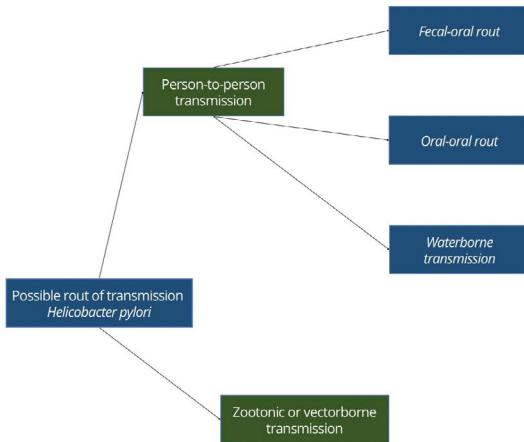 Fecal-oral rout
Person-to-person
transmission
Oral-oral rout
Waterborne
transmission
Possible rout of transmission
Helicobacter pylori
Zootonic or vectorborne
transmission